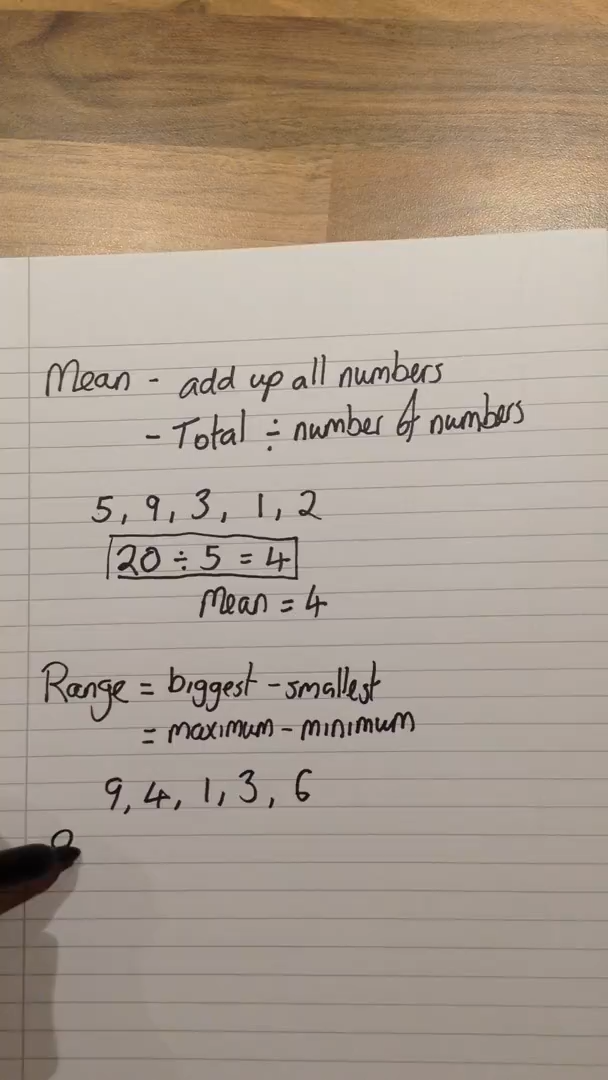 Mean - add up all numbers
- Total ÷ number of numbers
5, 9, 3, 1, 2
20 ÷ 5 = 4
Mean = 4
Range = biggest - smallest
= maximum - minimum
9, 4, 1, 3, 6